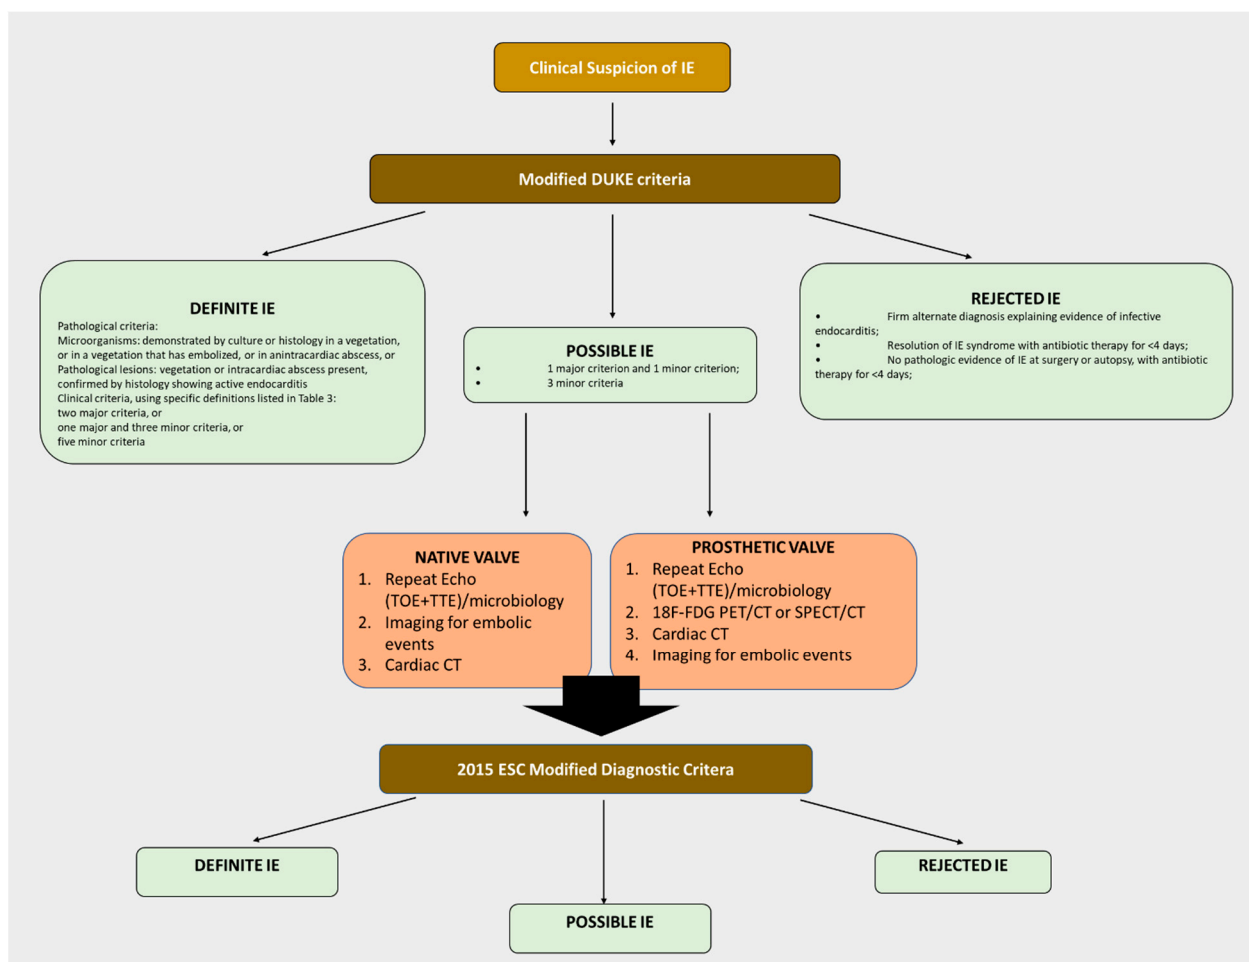 Clinical Suspicion of IE
Modified DUKE criteria
DEFINITE IE
Pathological criteria:
Microorganisms: demonstrated by culture or histology in a vegetation,
or in a vegetation that has embolized, or in anintracardiac abscess, or
Pathological lesions: vegetation or intracardiac abscess present,
confirmed by histology showing active endocarditis
Clinical criteria, using specific definitions listed in Table 3:
two major criteria, or
one major and three minor criteria, or
five minor criteria
POSSIBLE IE
• 1 major criterion and 1 minor criterion;
• 3 minor criteria
REJECTED IE
• Firm alternate diagnosis explaining evidence of infective
endocarditis;
• Resolution of IE syndrome with antibiotic therapy for <4 days;
• No pathologic evidence of IE at surgery or autopsy, with antibiotic
therapy for <4 days;
NATIVE VALVE
1. Repeat Echo
(TOE+TTE)/microbiology
2. Imaging for embolic
events
3. Cardiac CT
PROSTHETIC VALVE
1. Repeat Echo
(TOE+TTE)/microbiology
2. 18F-FDG PET/CT or SPECT/CT
3. Cardiac CT
4. Imaging for embolic events
2015 ESC Modified Diagnostic Critera
DEFINITE IE
POSSIBLE IE
REJECTED IE